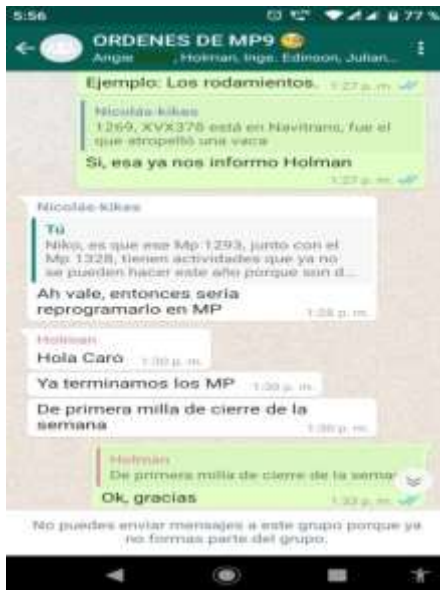 5:56
77 %
ORDENES DE MP9
Angie , Holman, Inge. Edinson, Julian...
Ejemplo: Los rodamientos. 1:27 p. m.
Nicolás kikes
1269, XVX378 está en Navitrans, fue el
que atropelló una vaca
Si, esa ya nos informo Holman
1:27 p. m.
Nicolás kikes
Tú
Niko, es que ese Mp 1293, junto con el
Mp 1328, tienen actividades que ya no
se pueden hacer este año porque son d...
Ah vale, entonces seria
reprogramarlo en MP 1:28 p. m.
Holman
Hola Caro 1:30 p. m.
Ya terminamos los MP 1:30 p. m.
De primera milla de cierre de la
semana 1:30 p. m.
Holman
De primera milla de cierre de la semana
Ok, gracias 1:33 p. m.
No puedes enviar mensajes a este grupo porque ya
no formas parte del grupo.